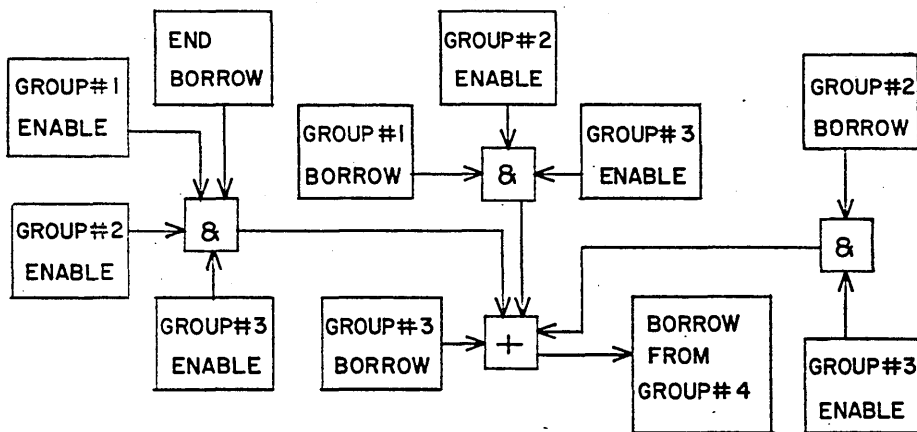 END
BORROW
GROUP#1
ENABLE
GROUP#2
ENABLE
GROUP#2
BORROW
GROUP#1
BORROW
&
GROUP#3
ENABLE
GROUP#2
ENABLE
&
&
GROUP#3
ENABLE
GROUP#3
BORROW
+
BORROW
FROM
GROUP#4
GROUP#3
ENABLE